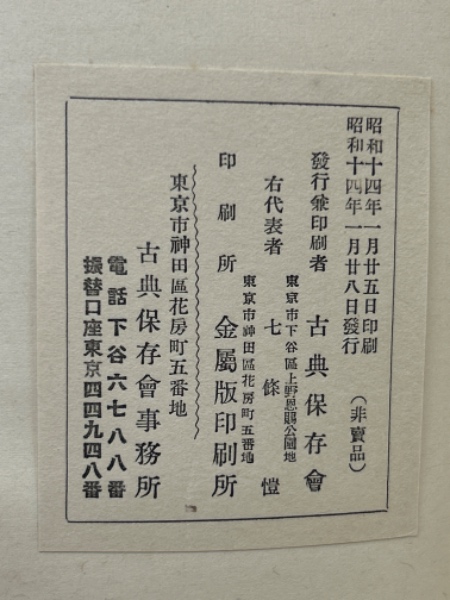 昭和十四年一月廿五日印刷
昭和十四年一月廿八日發行
(非賣品)
發行兼印刷者 古典保存會
東京市下谷區上野恩賜公園地
右代表者 七條愷
東京市神田區花房町五番地
印刷所 金屬版印刷所
東京市神田區花房町五番地
古典保存會事務所
電話下谷六七八八番
振替口座東京四四九四八番